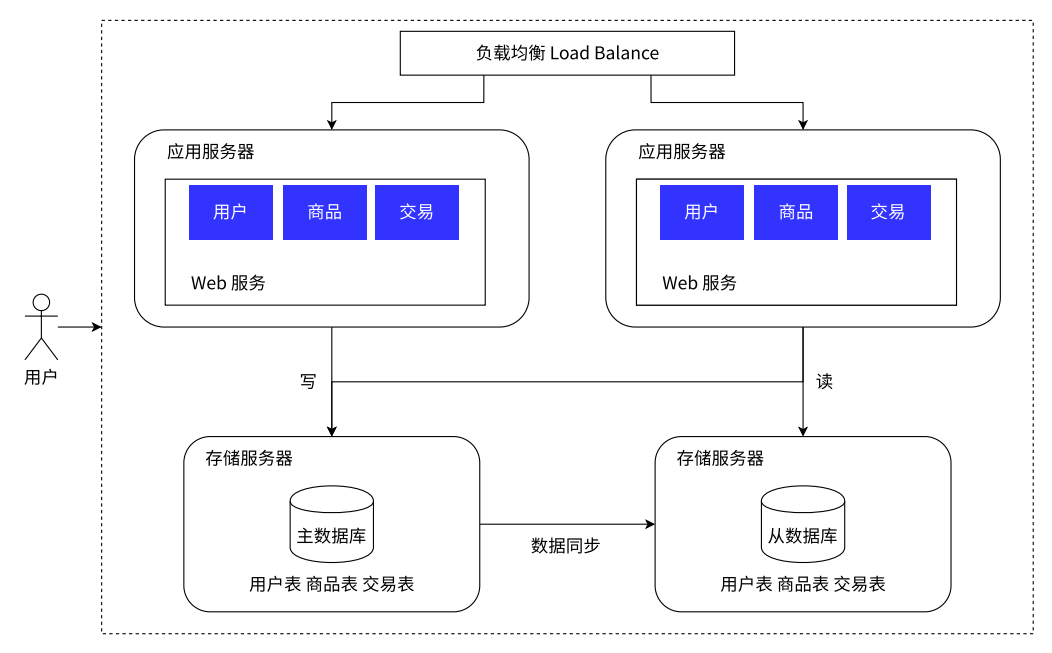 负载均衡 Load Balance
应用服务器
用户 商品 交易
Web 服务
应用服务器
用户 商品 交易
Web 服务
用户
写
读
存储服务器
主数据库
用户表 商品表 交易表
数据同步
存储服务器
从数据库
用户表 商品表 交易表